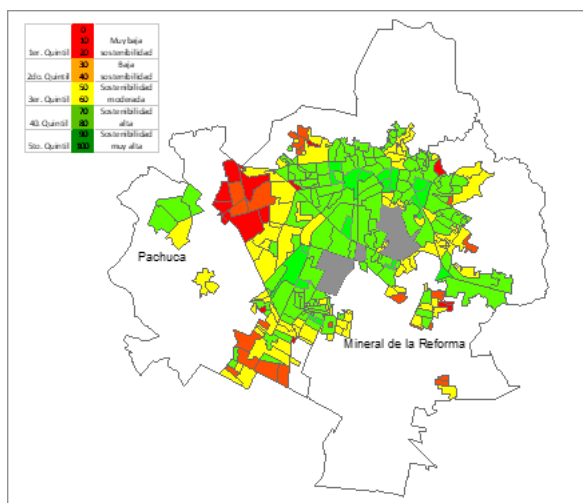 0
10 Muy baja
1er. Quintil 20 sostenibilidad
30 Baja
2do. Quintil 40 sostenibilidad
50 Sostenibilidad
3er. Quintil 60 moderada
70 Sostenibilidad
40. Quintil 80 alta
90 Sostenibilidad
5to. Quintil 100 muy alta
Pachuca
Mineral de la Reforma